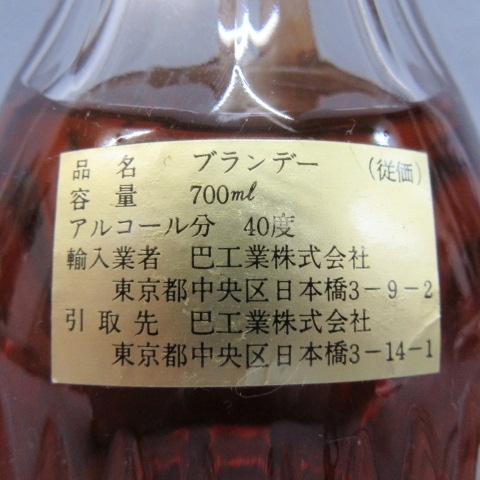 品名 ブランデー (従価)
容量 700ml
アルコール分 40度
輸入業者 巴工業株式会社
東京都中央区日本橋3-9-2
引取先 巴工業株式会社
東京都中央区日本橋3-14-1